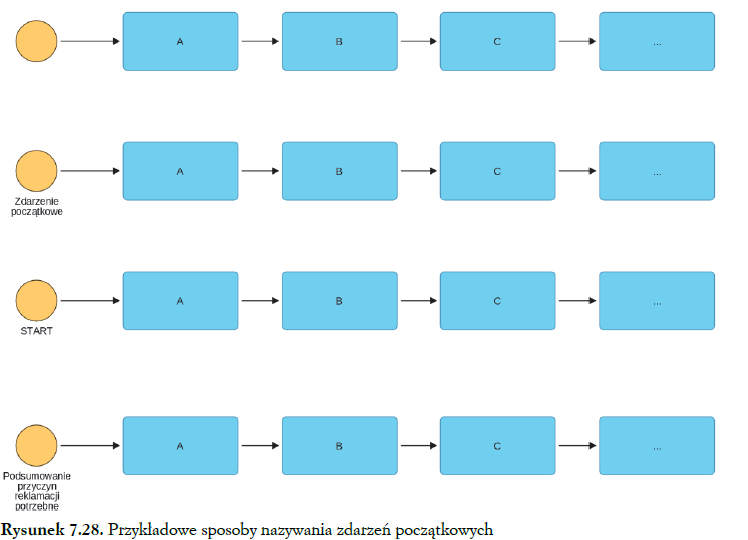 A B C ...
A B C ...
Zdarzenie
początkowe
A B C ...
START
A B C ...
Podsumowanie
przyczyn
reklamacji
potrzebne
Rysunek 7.28. Przykładowe sposoby nazywania zdarzeń początkowych